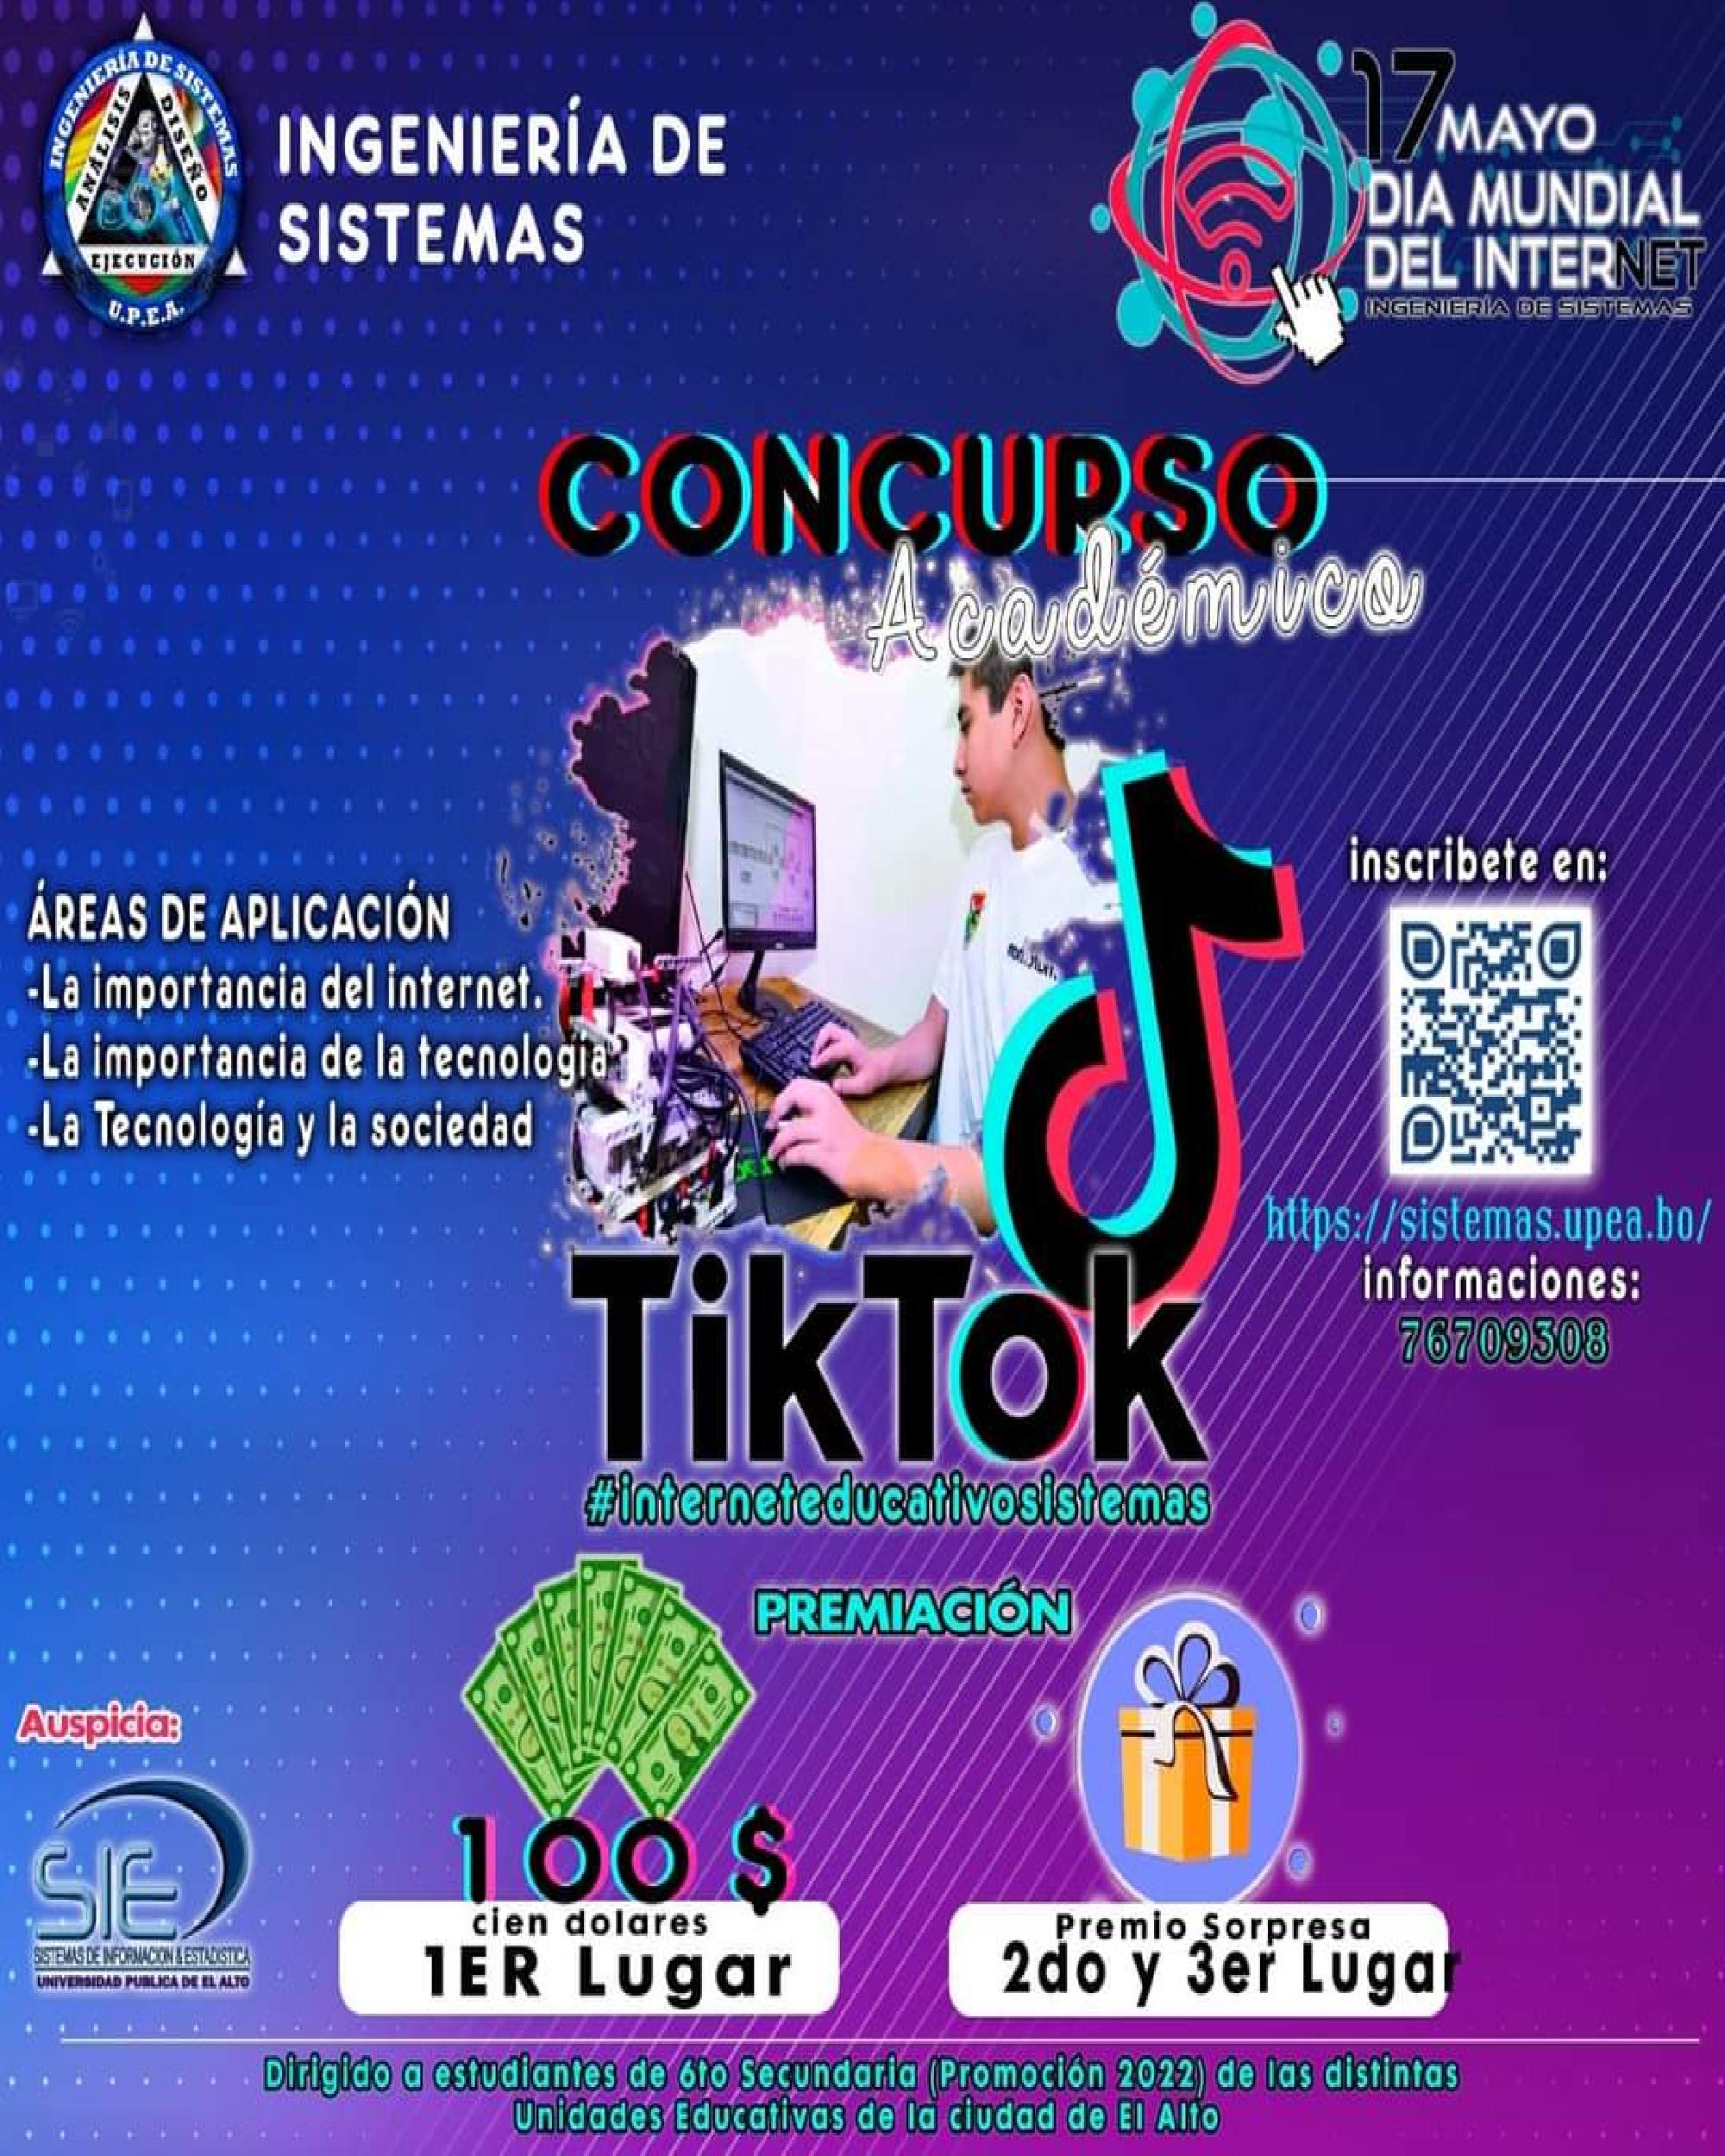 INGENIERÍA DE SISTEMAS
ANÁLISIS
DISEÑO
EJECUCIÓN
U.P.E.A.
INGENIERÍA DE
SISTEMAS
17 MAYO
DIA MUNDIAL
DEL INTERNET
INGENIERÍA DE SISTEMAS
CONCURSO
Académico
ÁREAS DE APLICACIÓN
-La importancia del internet.
-La importancia de la tecnologia
-La Tecnología y la sociedad
inscribete en:
https://sistemas.upea.bo/
informaciones:
76709308
TikTok
#interneteducativosistemas
PREMIACIÓN
Auspicia:
SIE
SISTEMAS DE INFORMACION & ESTADISTICA
UNIVERSIDAD PUBLICA DE EL ALTO
100 $
cien dolares
1ER Lugar
Premio Sorpresa
2do y 3er Lugar
Dirigido a estudiantes de 6to Secundaria (Promoción 2022) de las distintas
Unidades Educativas de la ciudad de El Alto